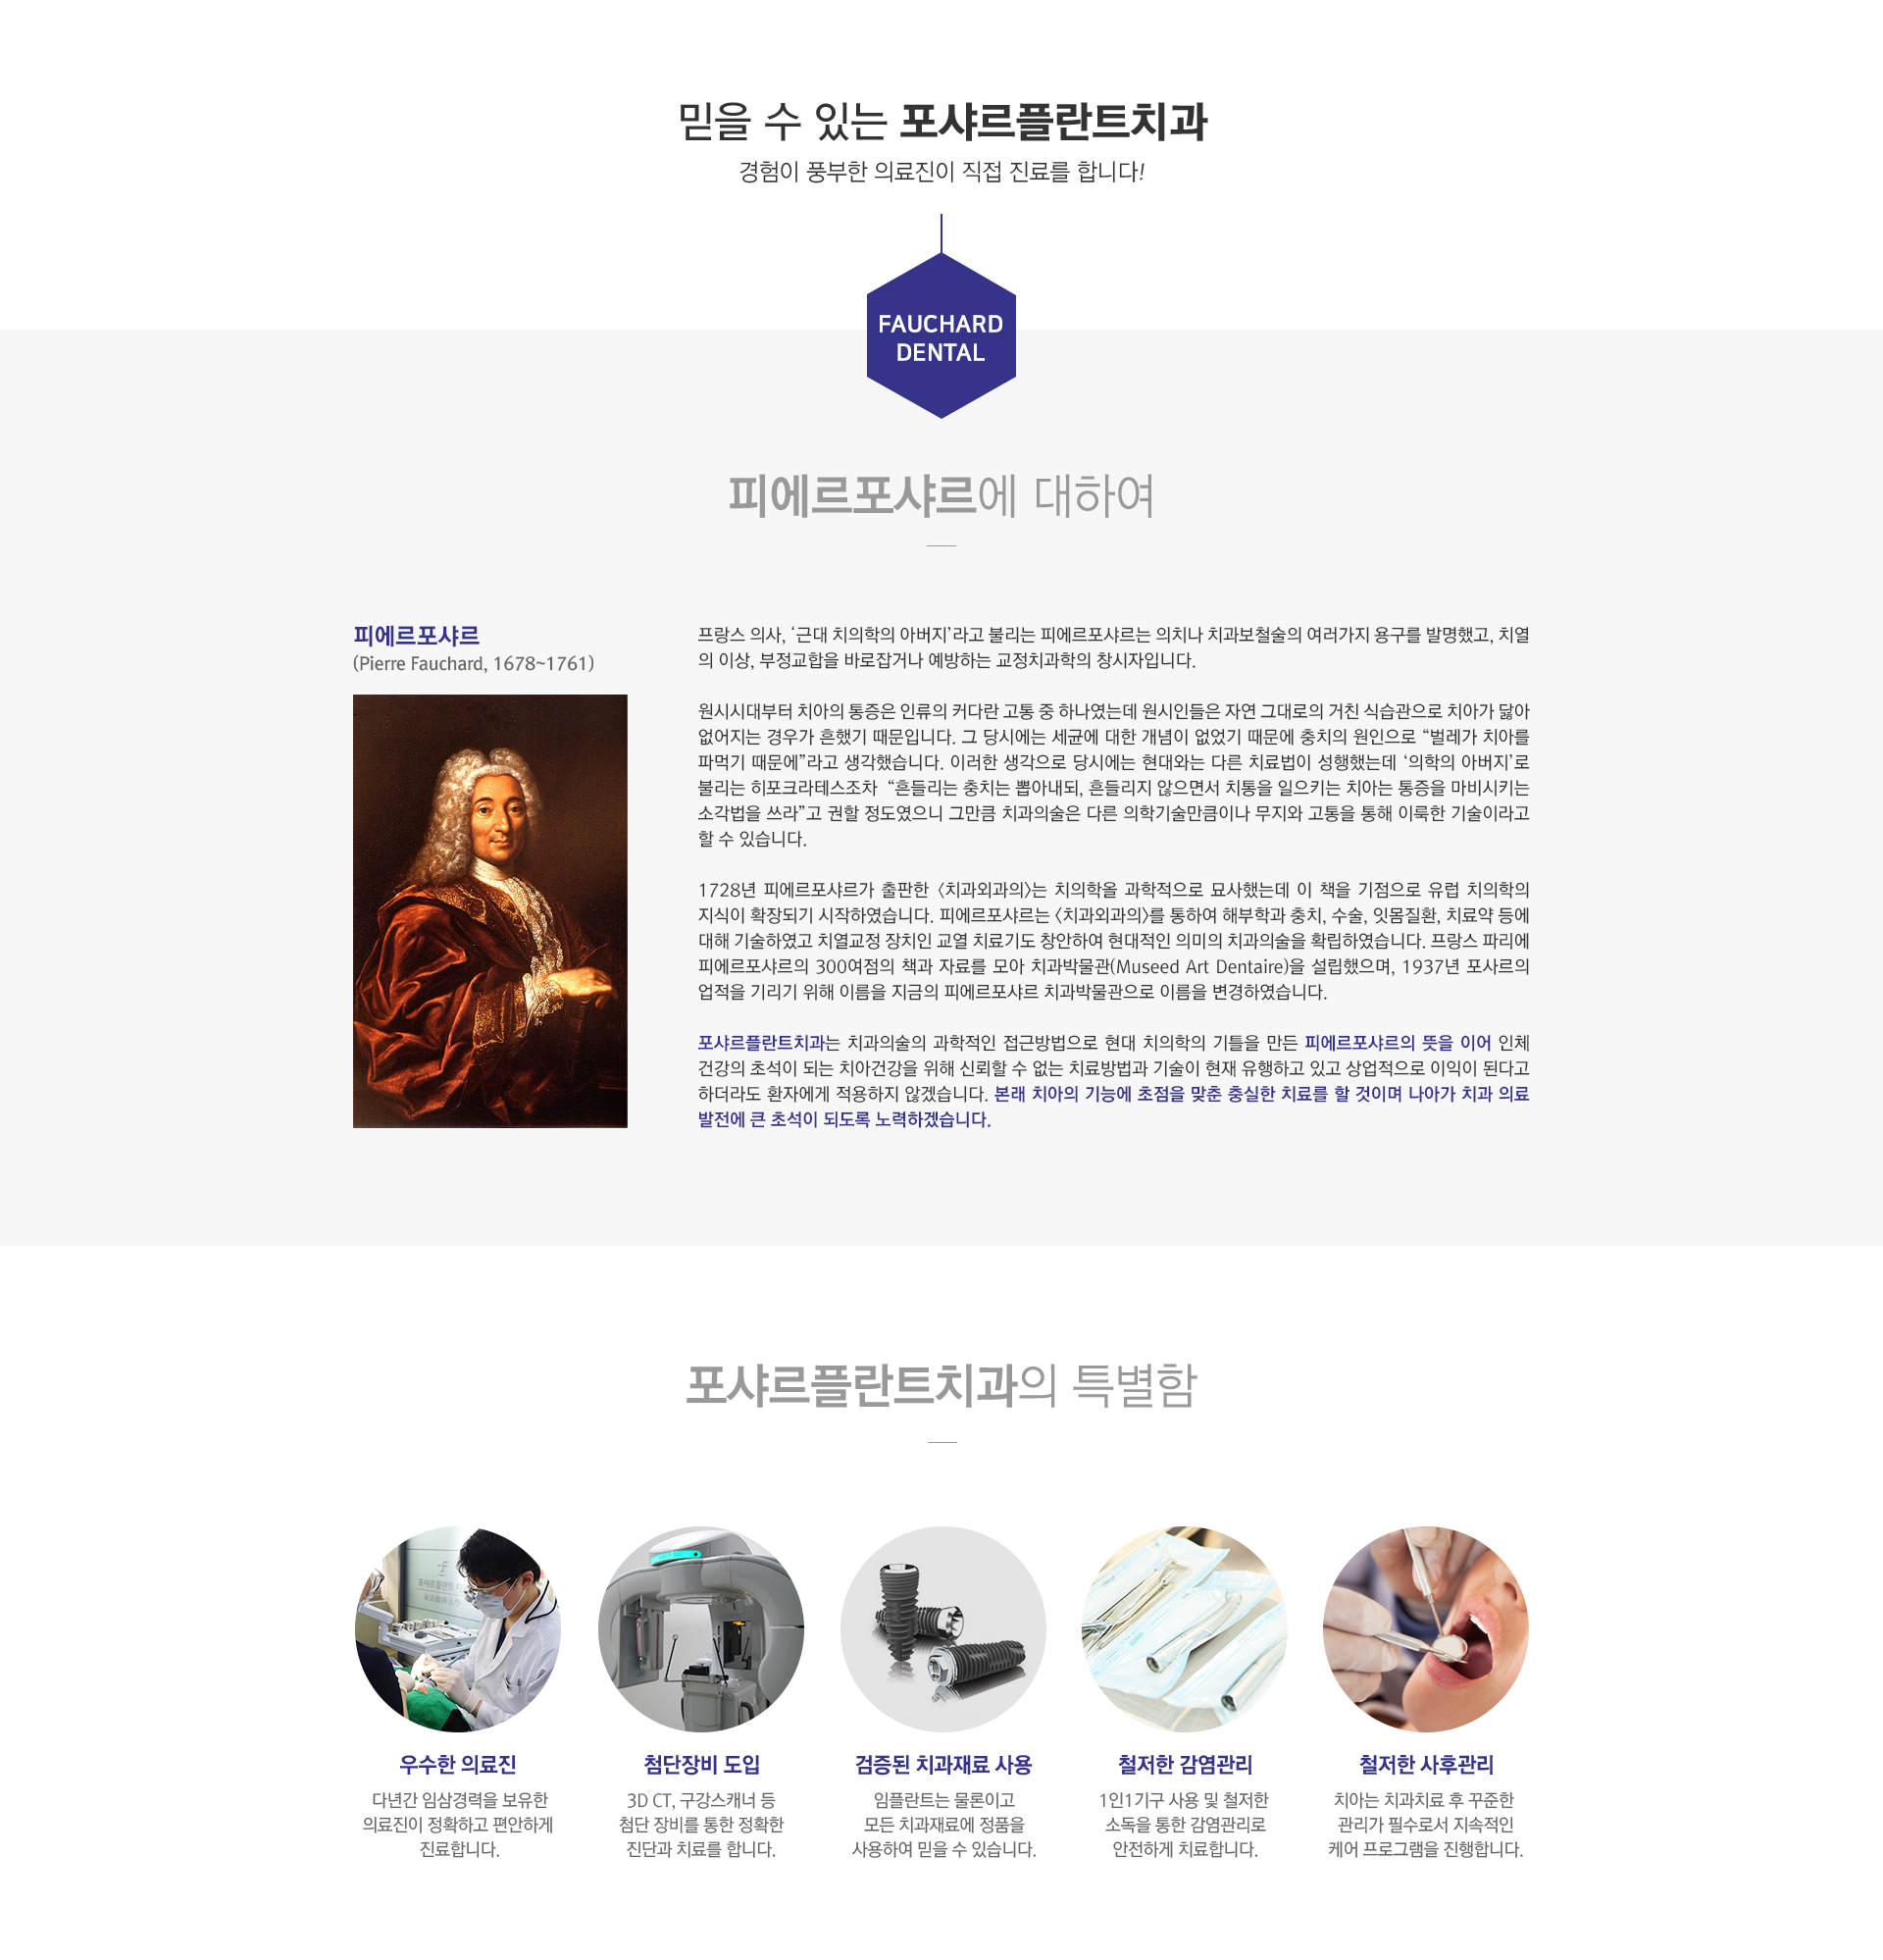 믿을 수 있는 포샤르플란트치과
경험이 풍부한 의료진이 직접 진료를 합니다!
FAUCHARD
DENTAL
피에르포샤르에 대하여
피에르포샤르
(Pierre Fauchard, 1678~1761)
프랑스 의사, ‘근대 치의학의 아버지’라고 불리는 피에르포샤르는 의치나 치과보철술의 여러가지 용구를 발명했고, 치열
의 이상, 부정교합을 바로잡거나 예방하는 교정치과학의 창시자입니다.
원시시대부터 치아의 통증은 인류의 커다란 고통 중 하나였는데 원시인들은 자연 그대로의 거친 식습관으로 치아가 닳아
없어지는 경우가 흔했기 때문입니다. 그 당시에는 세균에 대한 개념이 없었기 때문에 충치의 원인으로 “벌레가 치아를
파먹기 때문에”라고 생각했습니다. 이러한 생각으로 당시에는 현대와는 다른 치료법이 성행했는데 ‘의학의 아버지’로
불리는 히포크라테스조차 “흔들리는 충치는 뽑아내되, 흔들리지 않으면서 치통을 일으키는 치아는 통증을 마비시키는
소각법을 쓰라”고 권할 정도였으니 그만큼 치과의술은 다른 의학기술만큼이나 무지와 고통을 통해 이룩한 기술이라고
할 수 있습니다.
1728년 피에르포샤르가 출판한 〈치과외과의〉는 치의학올 과학적으로 묘사했는데 이 책을 기점으로 유럽 치의학의
지식이 확장되기 시작하였습니다. 피에르포샤르는 〈치과외과의〉를 통하여 해부학과 충치, 수술, 잇몸질환, 치료약 등에
대해 기술하였고 치열교정 장치인 교열 치료기도 창안하여 현대적인 의미의 치과의술을 확립하였습니다. 프랑스 파리에
피에르포샤르의 300여점의 책과 자료를 모아 치과박물관(Museed Art Dentaire)을 설립했으며, 1937년 포사르의
업적을 기리기 위해 이름을 지금의 피에르포샤르 치과박물관으로 이름을 변경하였습니다.
포샤르플란트치과는 치과의술의 과학적인 접근방법으로 현대 치의학의 기틀을 만든 피에르포샤르의 뜻을 이어 인체
건강의 초석이 되는 치아건강을 위해 신뢰할 수 없는 치료방법과 기술이 현재 유행하고 있고 상업적으로 이익이 된다고
하더라도 환자에게 적용하지 않겠습니다. 본래 치아의 기능에 초점을 맞춘 충실한 치료를 할 것이며 나아가 치과 의료
발전에 큰 초석이 되도록 노력하겠습니다.
포샤르플란트치과의 특별함
우수한 의료진
다년간 임삼경력을 보유한
의료진이 정확하고 편안하게
진료합니다.
첨단장비 도입
3D CT, 구강스캐너 등
첨단 장비를 통한 정확한
진단과 치료를 합니다.
검증된 치과재료 사용
임플란트는 물론이고
모든 치과재료에 정품을
사용하여 믿을 수 있습니다.
철저한 감염관리
1인1기구 사용 및 철저한
소독을 통한 감염관리로
안전하게 치료합니다.
철저한 사후관리
치아는 치과치료 후 꾸준한
관리가 필수로서 지속적인
케어 프로그램을 진행합니다.